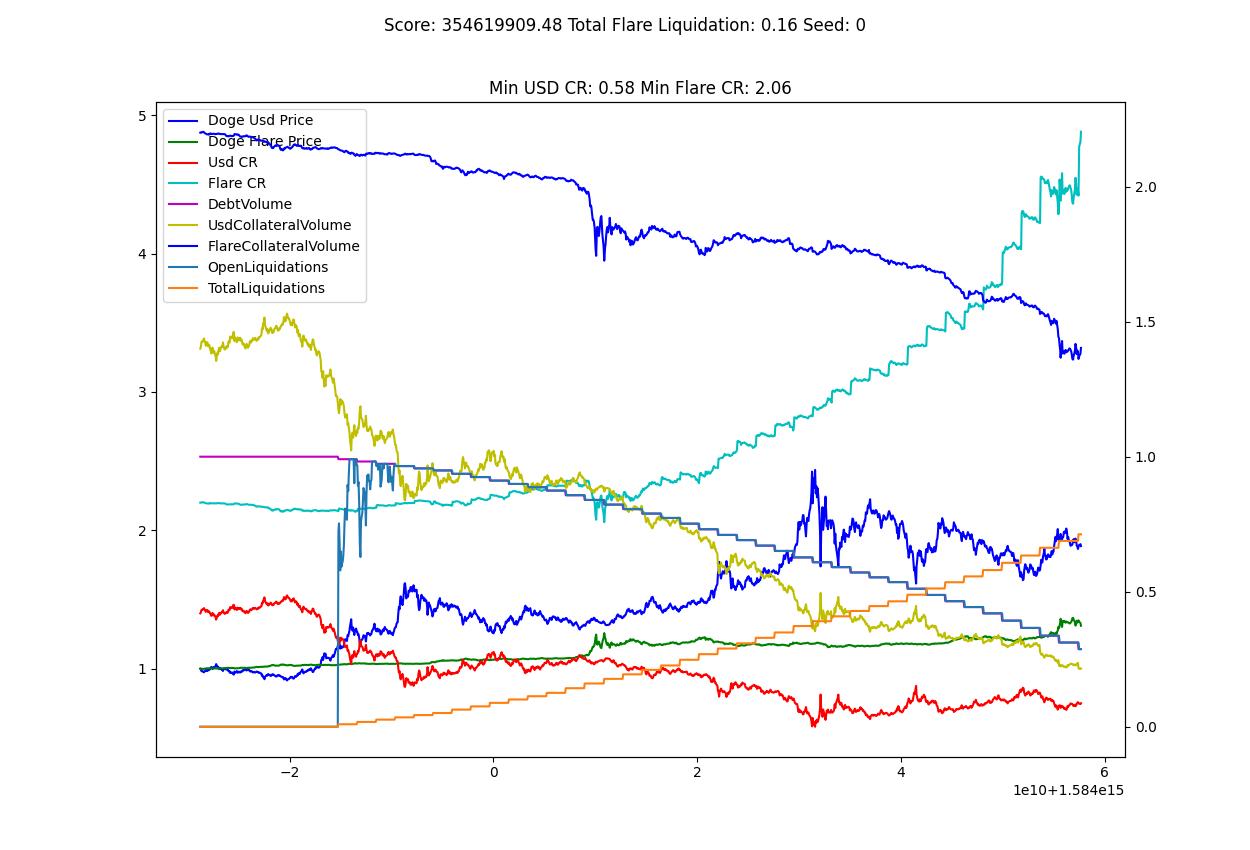 Score: 354619909.48 Total Flare Liquidation: 0.16 Seed: 0
Min USD CR: 0.58 Min Flare CR: 2.06
Doge Usd Price
Doge Flare Price
Usd CR
Flare CR
DebtVolume
UsdCollateralVolume
FlareCollateralVolume
OpenLiquidations
TotalLiquidations
5
4
3
2
1
2.0
1.5
1.0
0.5
0.0
−2
0
2
4
6
1e10+1.584e15